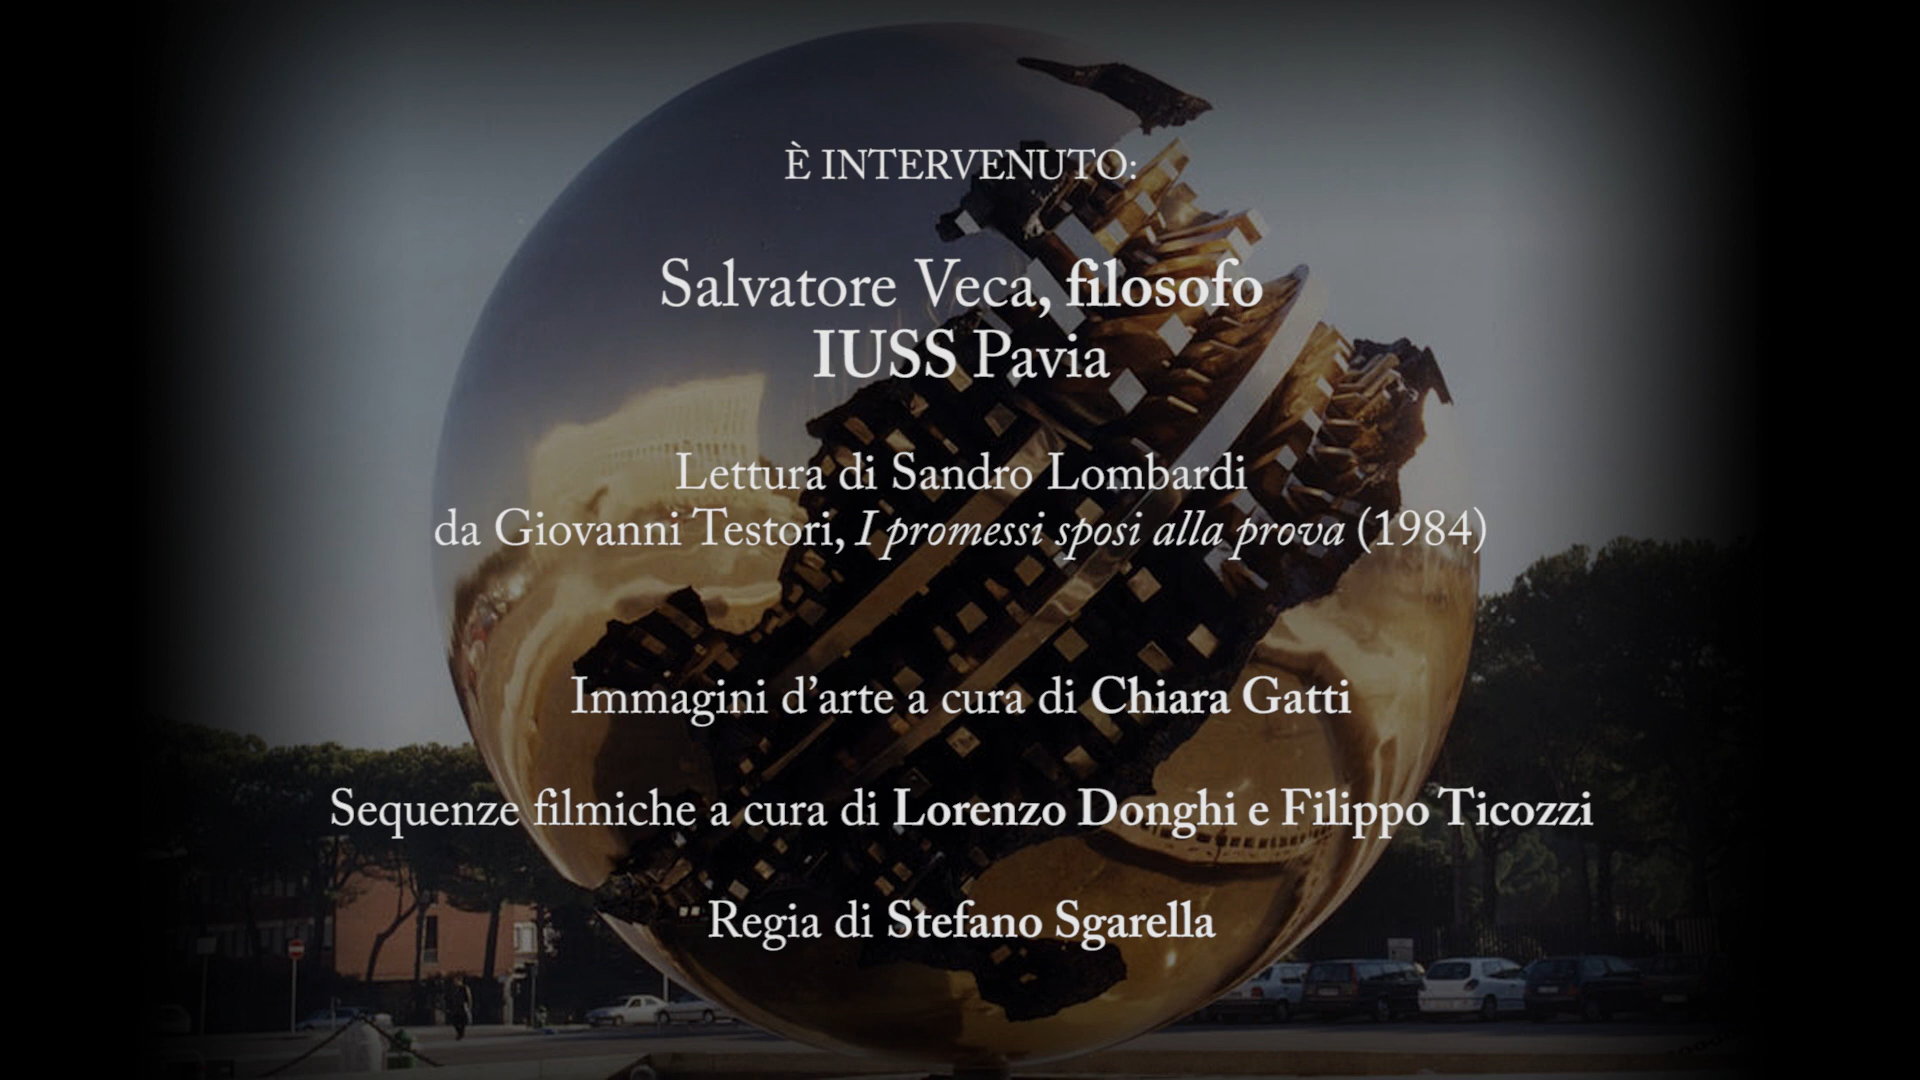 È INTERVENUTO:
Salvatore Veca, filosofo
IUSS Pavia
Lettura di Sandro Lombardi
da Giovanni Testori, I promessi sposi alla prova (1984)
Immagini d’arte a cura di Chiara Gatti
Sequenze filmiche a cura di Lorenzo Donghi e Filippo Ticozzi
Regia di Stefano Sgarella